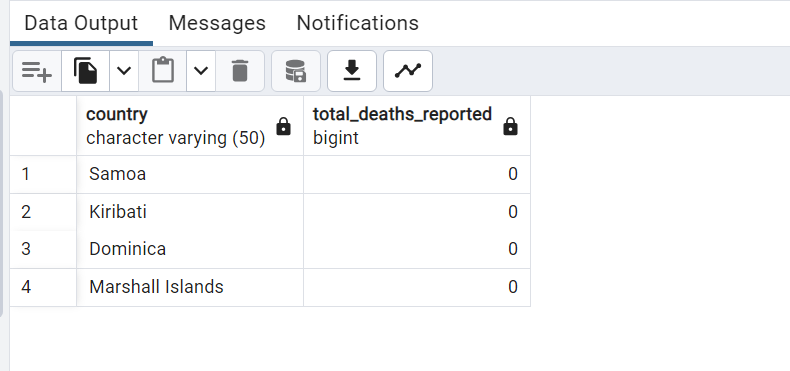 Data Output Messages Notifications
country total_deaths_reported
character varying (50) bigint
1 Samoa 0
2 Kiribati 0
3 Dominica 0
4 Marshall Islands 0